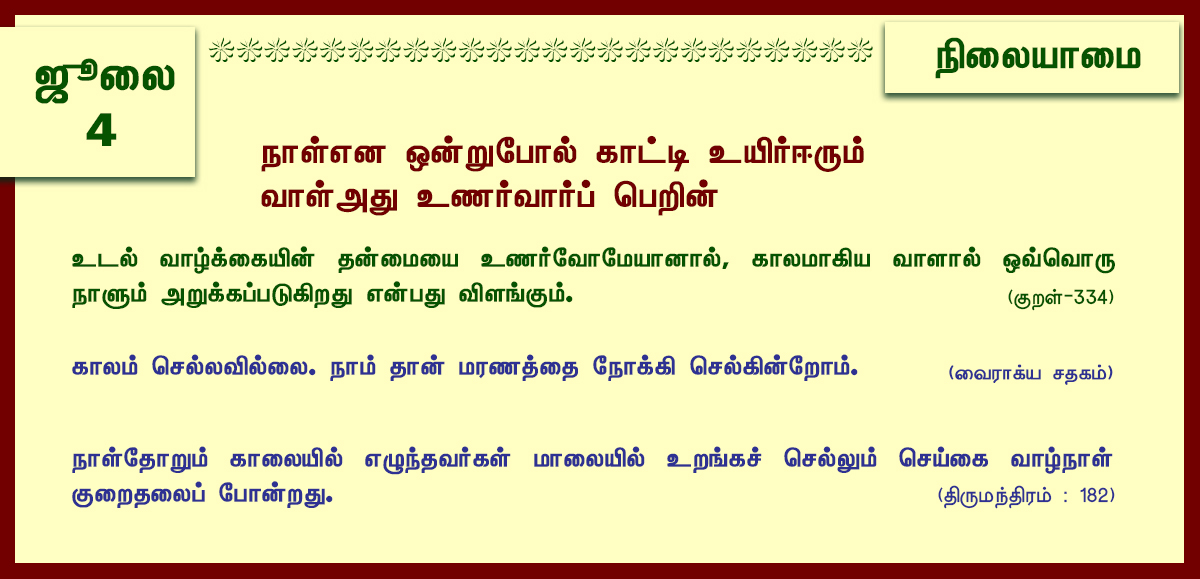 ஜூலை
4
நிலையாமை
நாள்என ஒன்றுபோல் காட்டி உயிர்ஈரும்
வாள்அது உணர்வார்ப் பெறின்
உடல் வாழ்க்கையின் தன்மையை உணர்வோமேயானால், காலமாகிய வாளால் ஒவ்வொரு
நாளும் அறுக்கப்படுகிறது என்பது விளங்கும். (குறள்-334)
காலம் செல்லவில்லை. நாம் தான் மரணத்தை நோக்கி செல்கின்றோம். (வைராக்ய சதகம்)
நாள்தோறும் காலையில் எழுந்தவர்கள் மாலையில் உறங்கச் செல்லும் செய்கை வாழ்நாள்
குறைதலைப் போன்றது. (திருமந்திரம் : 182)